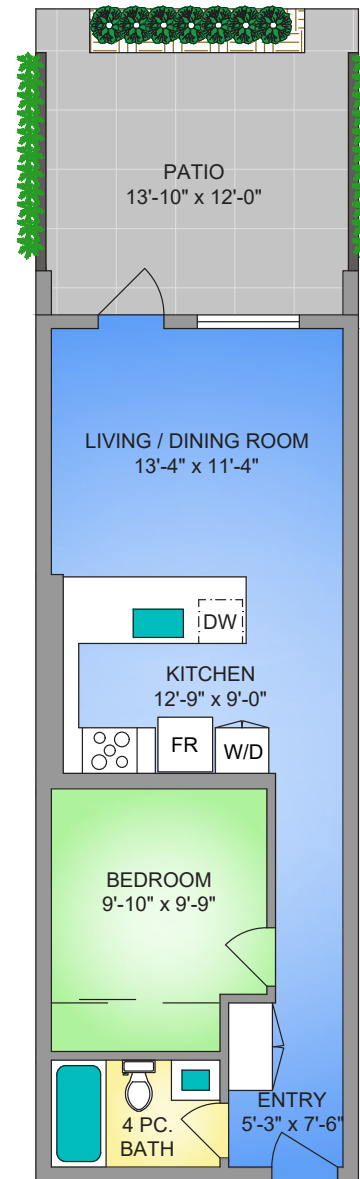 PATIO
13'-10" x 12'-0"
LIVING / DINING ROOM
13'-4" x 11'-4"
DW
KITCHEN
12'-9" x 9'-0"
FR
W/D
BEDROOM
9'-10" x 9'-9"
4 PC.
BATH
ENTRY
5'-3" x 7'-6"